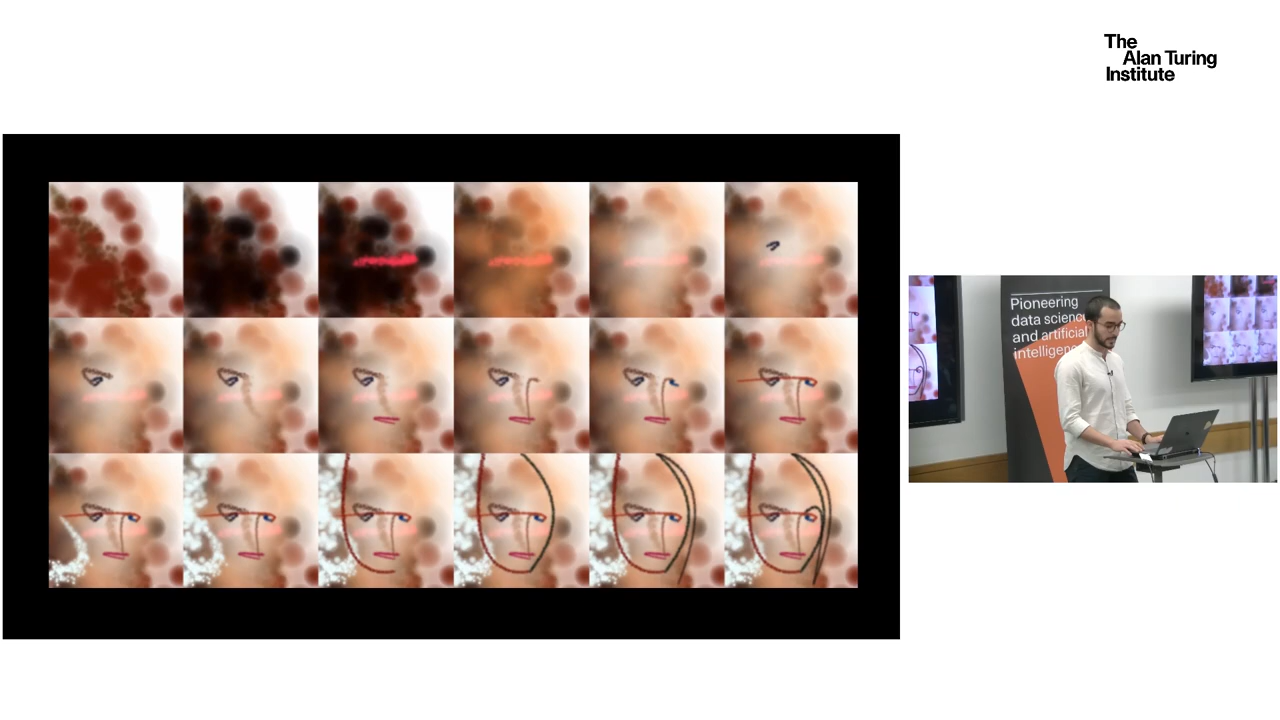 The
Alan Turing
Institute
Pioneering
data science
and artificial
intelligence